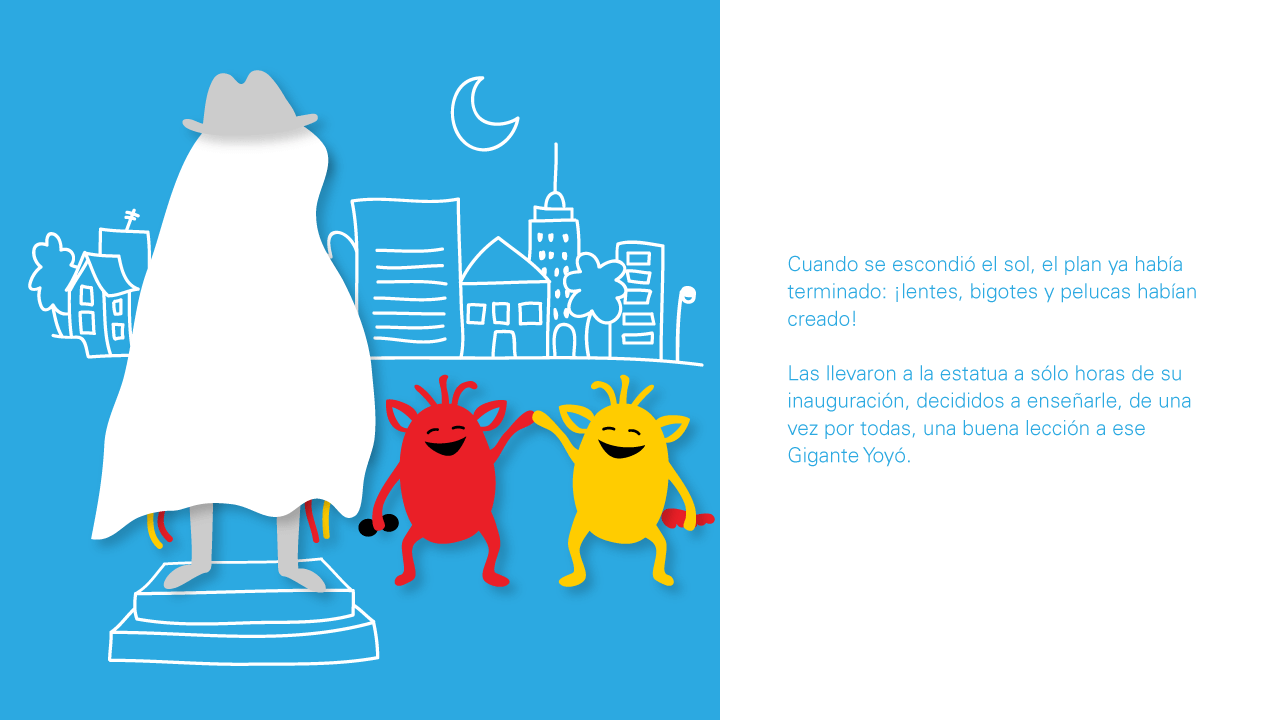 Cuando se escondió el sol, el plan ya había
terminado: ¡lentes, bigotes y pelucas habían
creado!
Las llevaron a la estatua a sólo horas de su
inauguración, decididos a enseñarle, de una
vez por todas, una buena lección a ese
Gigante Yoyó.